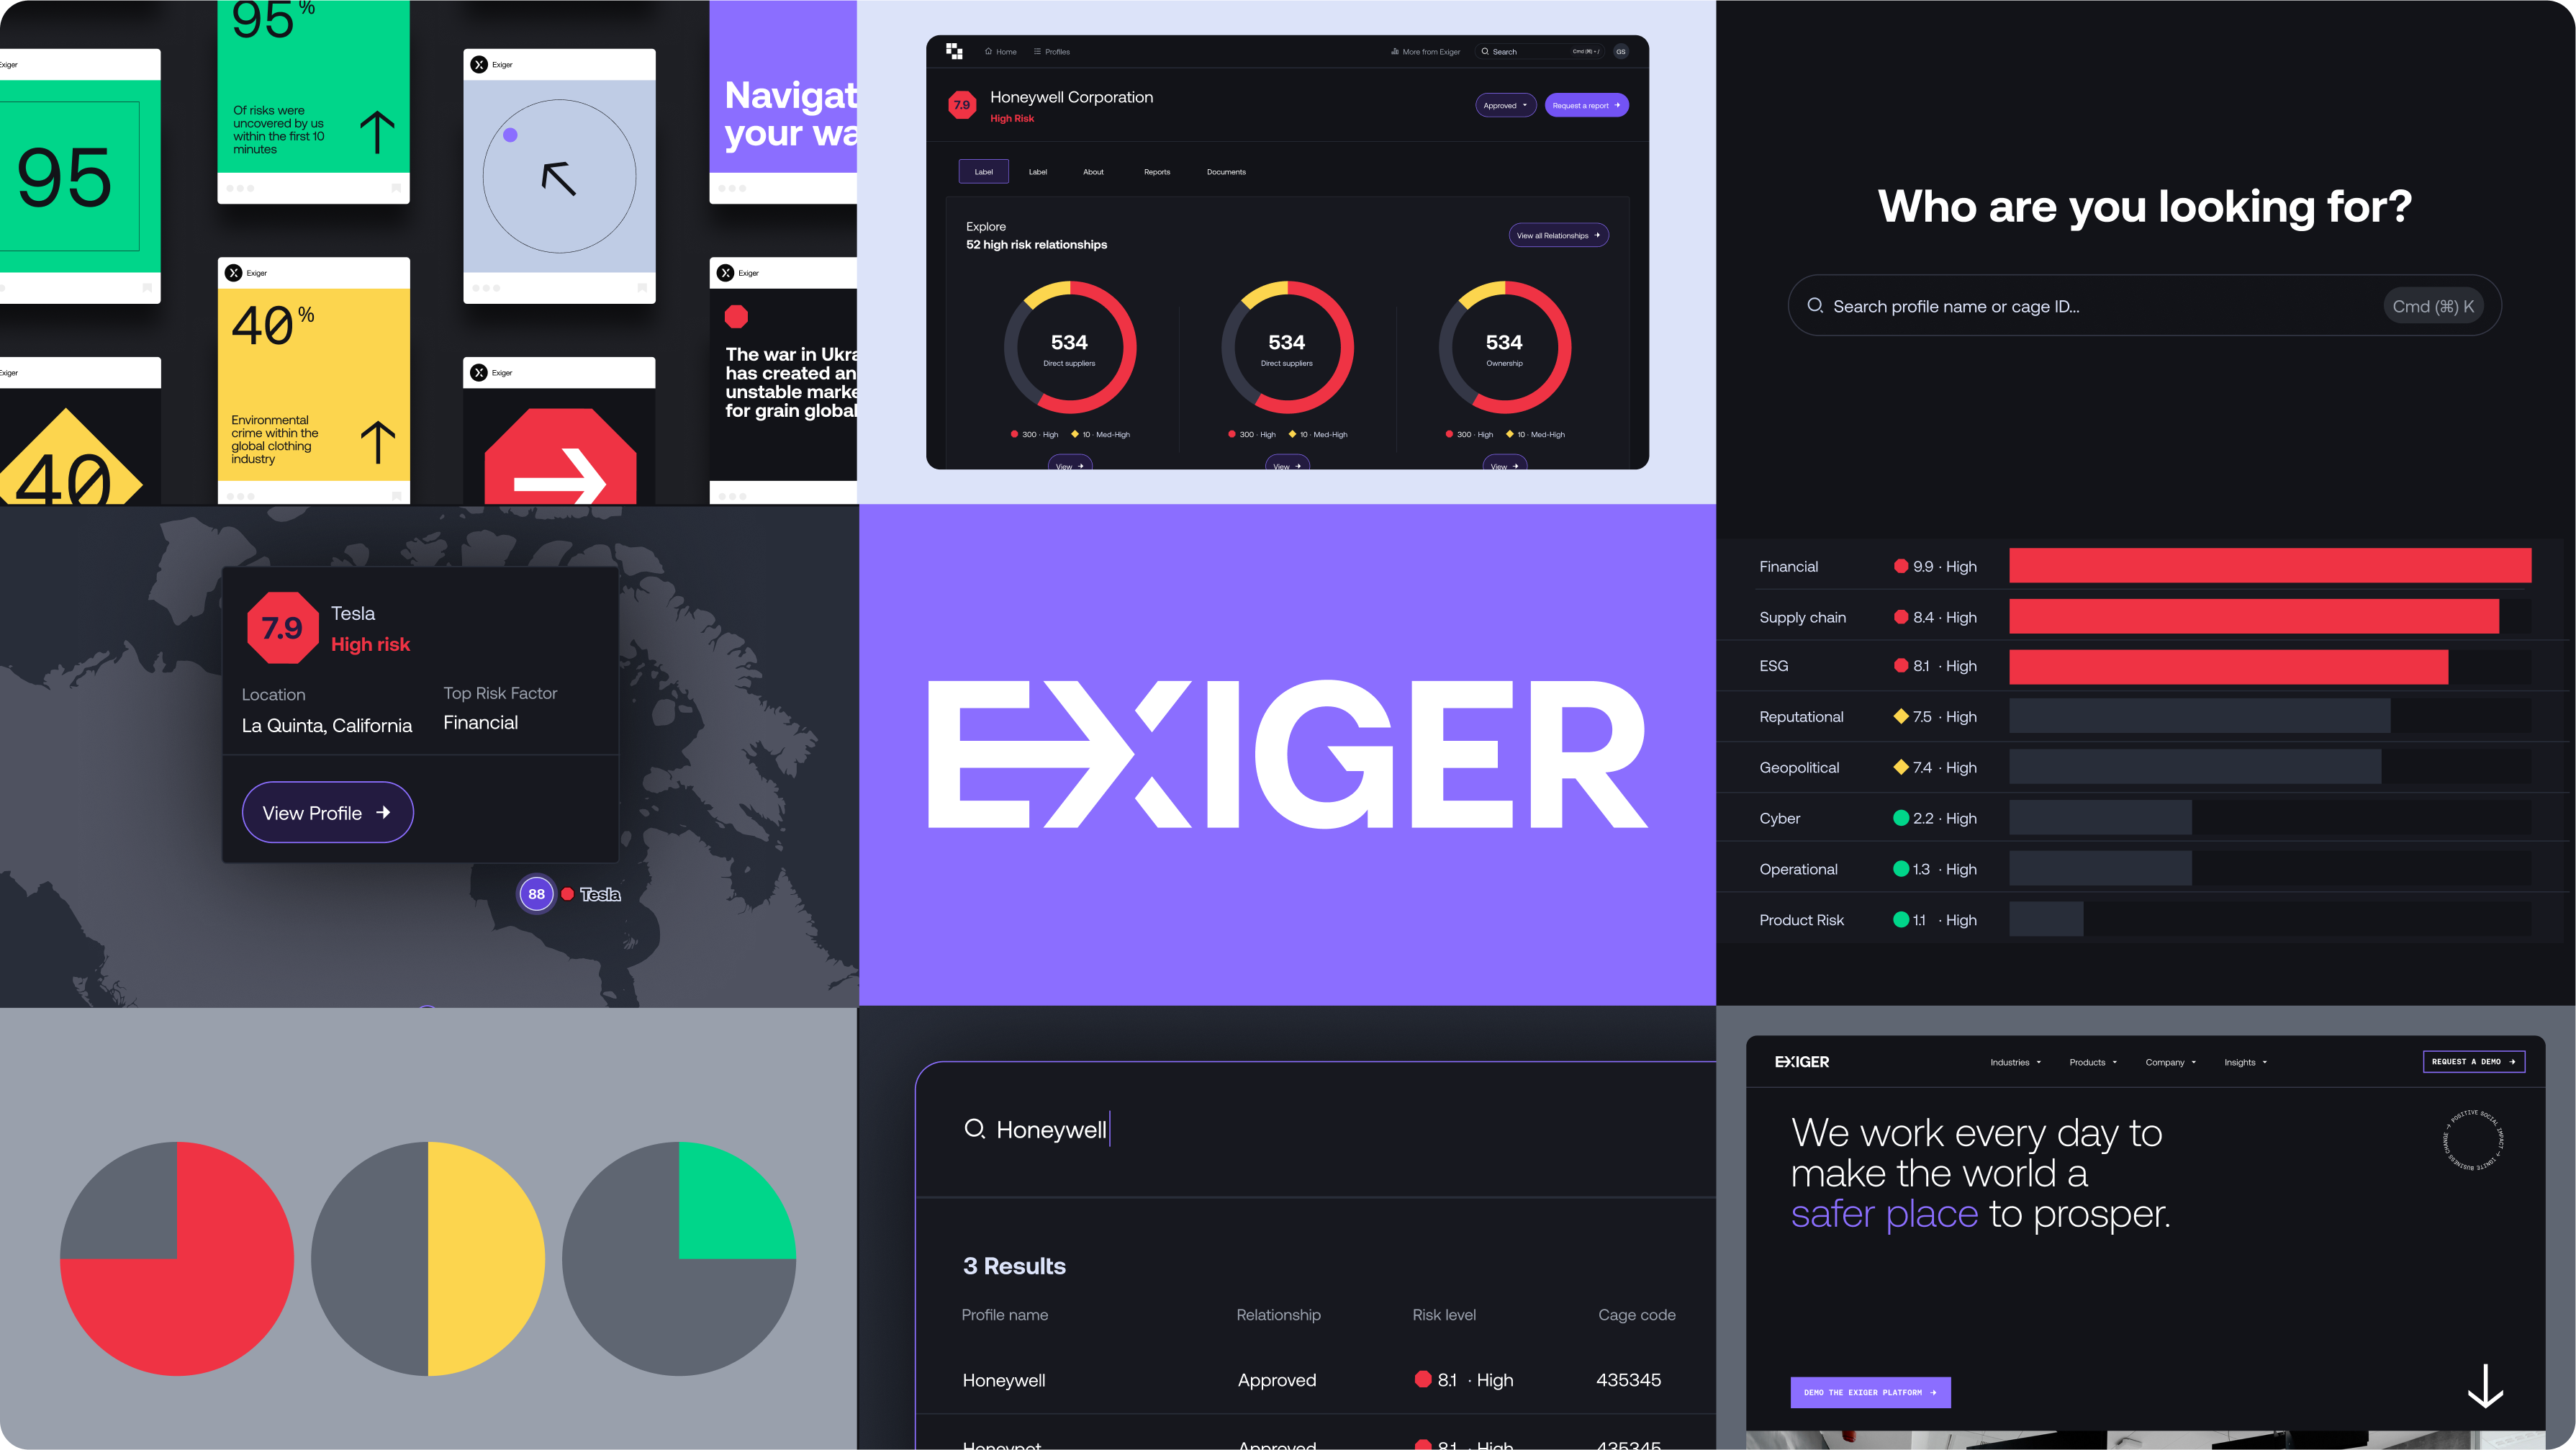 95%
Of risks were
uncovered by us
within the first 10
minutes
Exiger
95
Exiger
Navigat
your wa
Exiger
40%
Environmental
crime within the
global clothing
industry
Exiger
The war in Ukra
has created an
unstable marke
for grain global
Exiger
40
Exiger
Home
Profiles
More from Exiger
Search
Cmd (⌘) + /
GS
7.9
Honeywell Corporation
High Risk
Approved
Request a report
Label
Label
About
Reports
Documents
Explore
52 high risk relationships
View all Relationships
534
Direct suppliers
300 · High
10 · Med-High
View
534
Direct suppliers
300 · High
10 · Med-High
View
534
Ownership
300 · High
10 · Med-High
View
Who are you looking for?
Search profile name or cage ID...
Cmd (⌘) K
7.9
Tesla
High risk
Location
La Quinta, California
Top Risk Factor
Financial
View Profile
88
Tesla
EXIGER
Financial 9.9 · High
Supply chain 8.4 · High
ESG 8.1 · High
Reputational 7.5 · High
Geopolitical 7.4 · High
Cyber 2.2 · High
Operational 1.3 · High
Product Risk 1.1 · High
Honeywell
3 Results
Profile name Relationship Risk level Cage code
Honeywell Approved 8.1 · High 435345
Honeypot Approved 8.1 · High 435345
EXIGER
Industries
Products
Company
Insights
REQUEST A DEMO
We work every day to
make the world a
safer place to prosper.
POSITIVE SOCIAL IMPACT → IGNITE BUSINESS CHANGE →
DEMO THE EXIGER PLATFORM